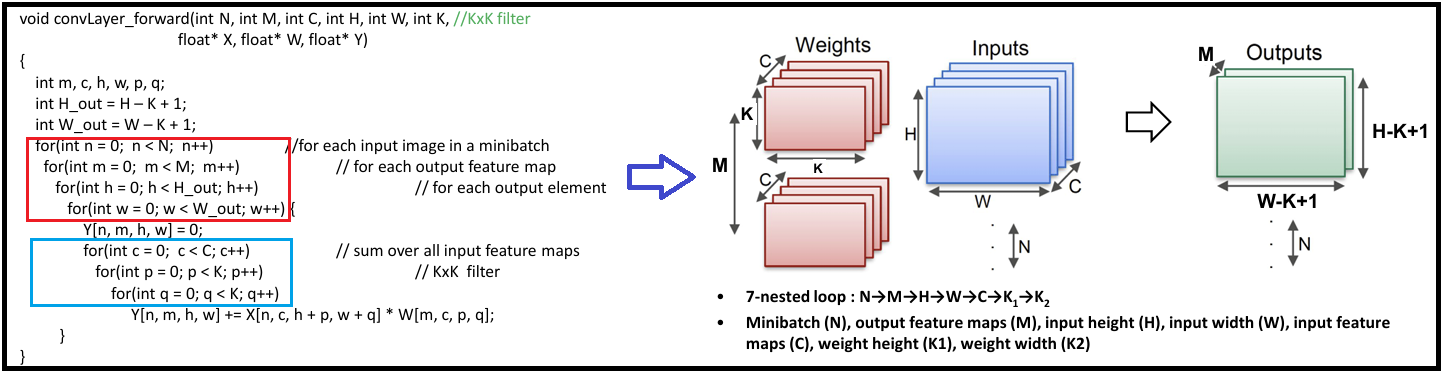 void convLayer_forward(int N, int M, int C, int H, int W, int K, //KxK filter
float* X, float* W, float* Y)
{
int m, c, h, w, p, q;
int H_out = H – K + 1;
int W_out = W – K + 1;
for(int n = 0; n < N; n++) //for each input image in a minibatch
for(int m = 0; m < M; m++) // for each output feature map
for(int h = 0; h < H_out; h++) // for each output element
for(int w = 0; w < W_out; w++) {
Y[n, m, h, w] = 0;
for(int c = 0; c < C; c++) // sum over all input feature maps
for(int p = 0; p < K; p++) // KxK filter
for(int q = 0; q < K; q++)
Y[n, m, h, w] += X[n, c, h + p, w + q] * W[m, c, p, q];
}
}
Weights
C
K
K
M
C
Inputs
H
W
C
N
Outputs
M
H-K+1
W-K+1
N
• 7-nested loop : N→M→H→W→C→K₁→K₂
• Minibatch (N), output feature maps (M), input height (H), input width (W), input feature
maps (C), weight height (K1), weight width (K2)